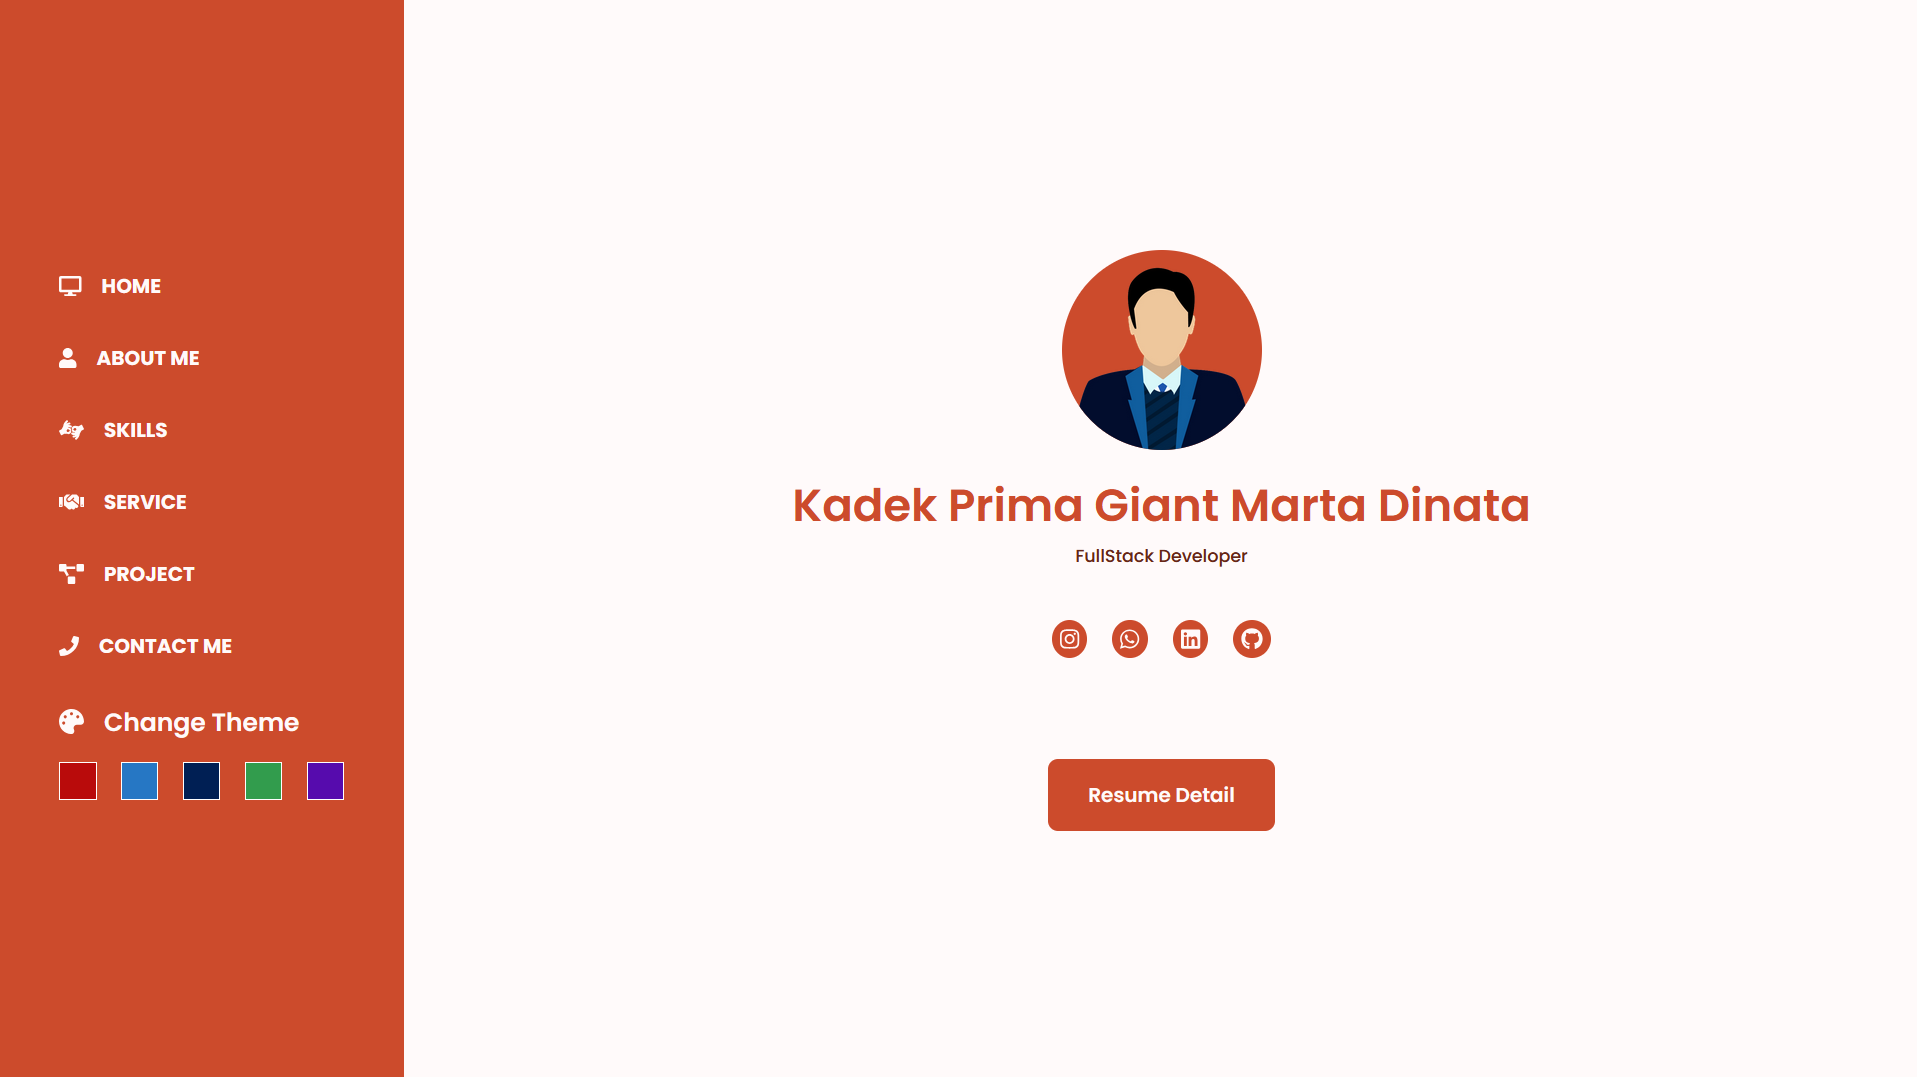 HOME
ABOUT ME
SKILLS
SERVICE
PROJECT
CONTACT ME
Change Theme
Kadek Prima Giant Marta Dinata
FullStack Developer
Resume Detail